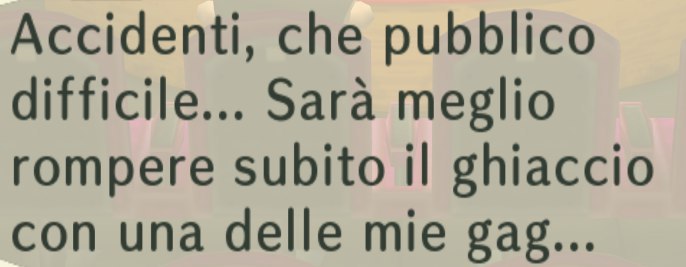 Accidenti, che pubblico
difficile... Sarà meglio
rompere subito il ghiaccio
con una delle mie gag...